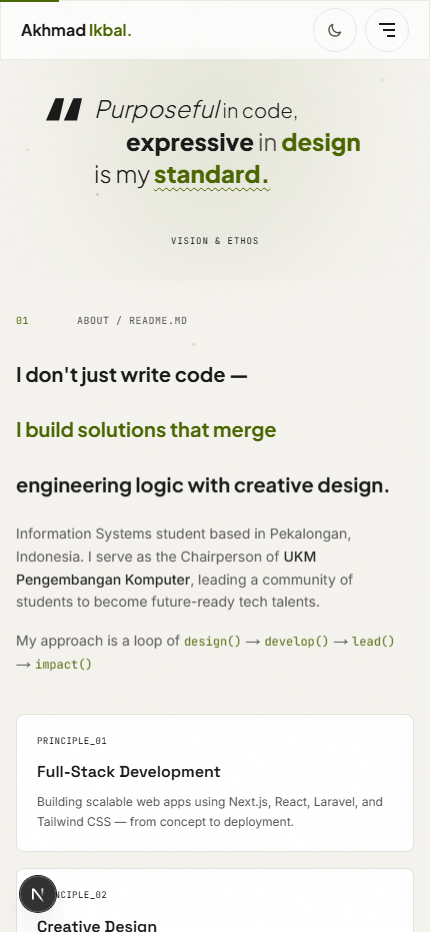 Akhmad Ikbal.
Purposeful in code,
expressive in design
is my standard.
VISION & ETHOS
01 ABOUT / README.MD
I don't just write code —
I build solutions that merge
engineering logic with creative design.
Information Systems student based in Pekalongan,
Indonesia. I serve as the Chairperson of UKM
Pengembangan Komputer, leading a community of
students to become future-ready tech talents.
My approach is a loop of design() → develop() → lead()
→ impact()
PRINCIPLE_01
Full-Stack Development
Building scalable web apps using Next.js, React, Laravel, and
Tailwind CSS — from concept to deployment.
N
NCIPLE_02
Creative Design